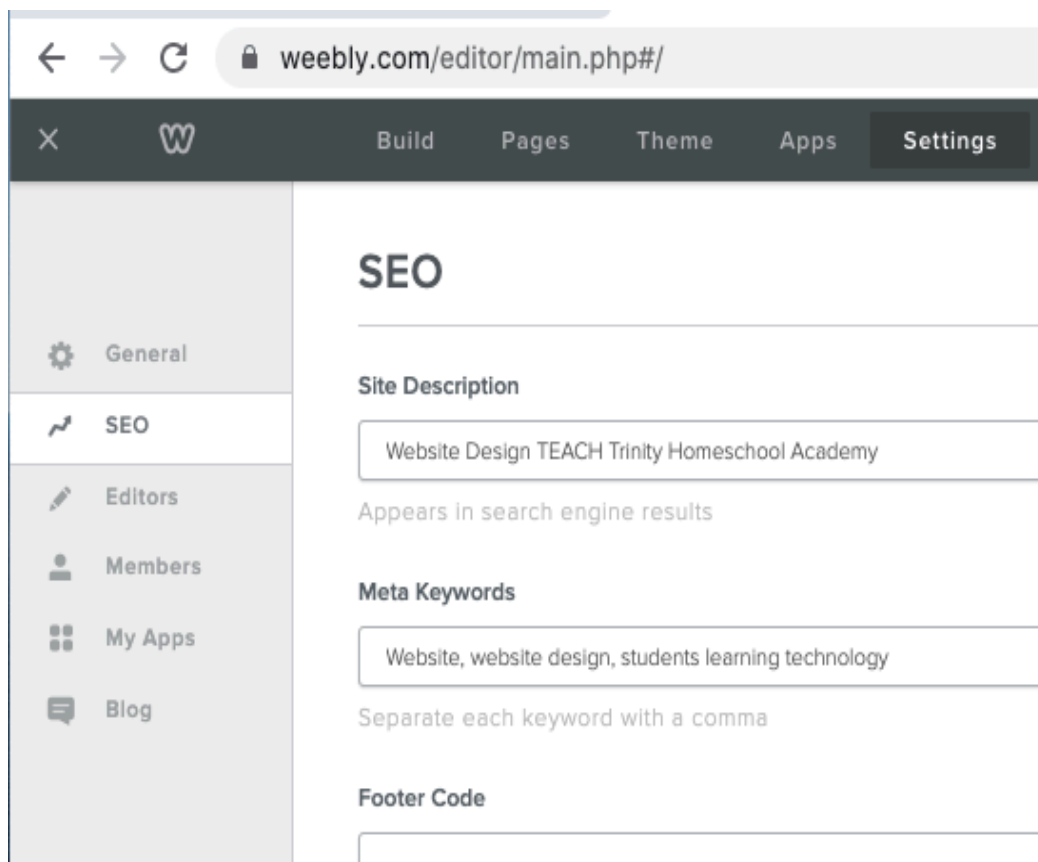 weebly.com/editor/main.php#/
Build Pages Theme Apps Settings
SEO
General
Site Description
SEO
Website Design TEACH Trinity Homeschool Academy
Editors
Appears in search engine results
Members
Meta Keywords
My Apps
Website, website design, students learning technology
Blog
Separate each keyword with a comma
Footer Code